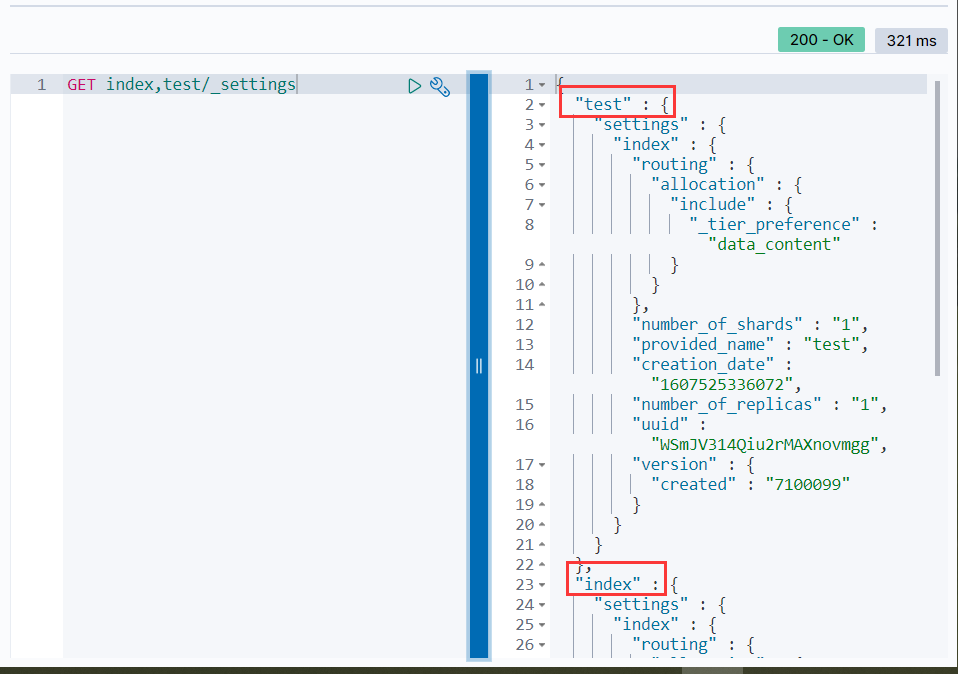 200 - OK 321 ms
1 GET index,test/_settings
1 {
2 "test" : {
3 "settings" : {
4 "index" : {
5 "routing" : {
6 "allocation" : {
7 "include" : {
8 "_tier_preference" :
"data_content"
9 }
10 }
11 },
12 "number_of_shards" : "1",
13 "provided_name" : "test",
14 "creation_date" :
"1607525336072",
15 "number_of_replicas" : "1",
16 "uuid" :
"WSmJV314Qiu2rMAXnovmgg",
17 "version" : {
18 "created" : "7100099"
19 }
20 }
21 }
22 },
23 "index" : {
24 "settings" : {
25 "index" : {
26 "routing" : {